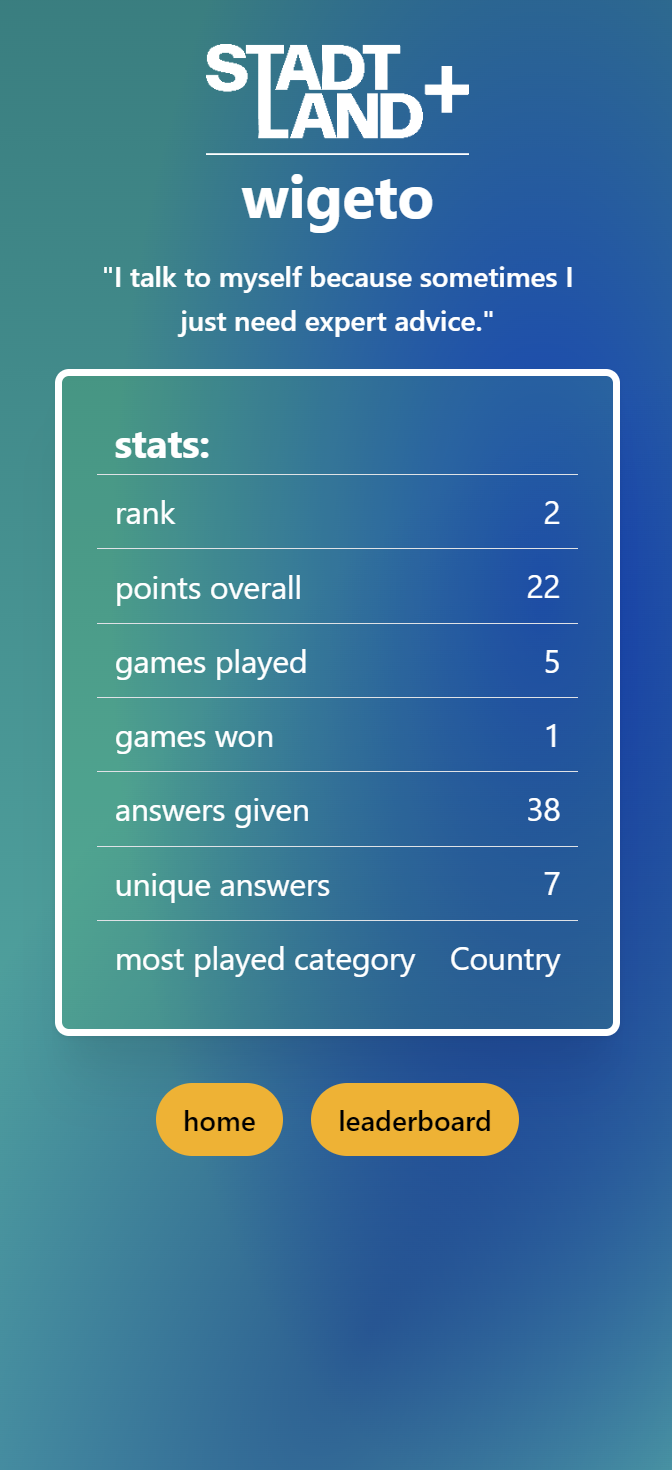 STADT
LAND+
wigeto
"I talk to myself because sometimes I
just need expert advice."
stats:
rank 2
points overall 22
games played 5
games won 1
answers given 38
unique answers 7
most played category Country
home leaderboard